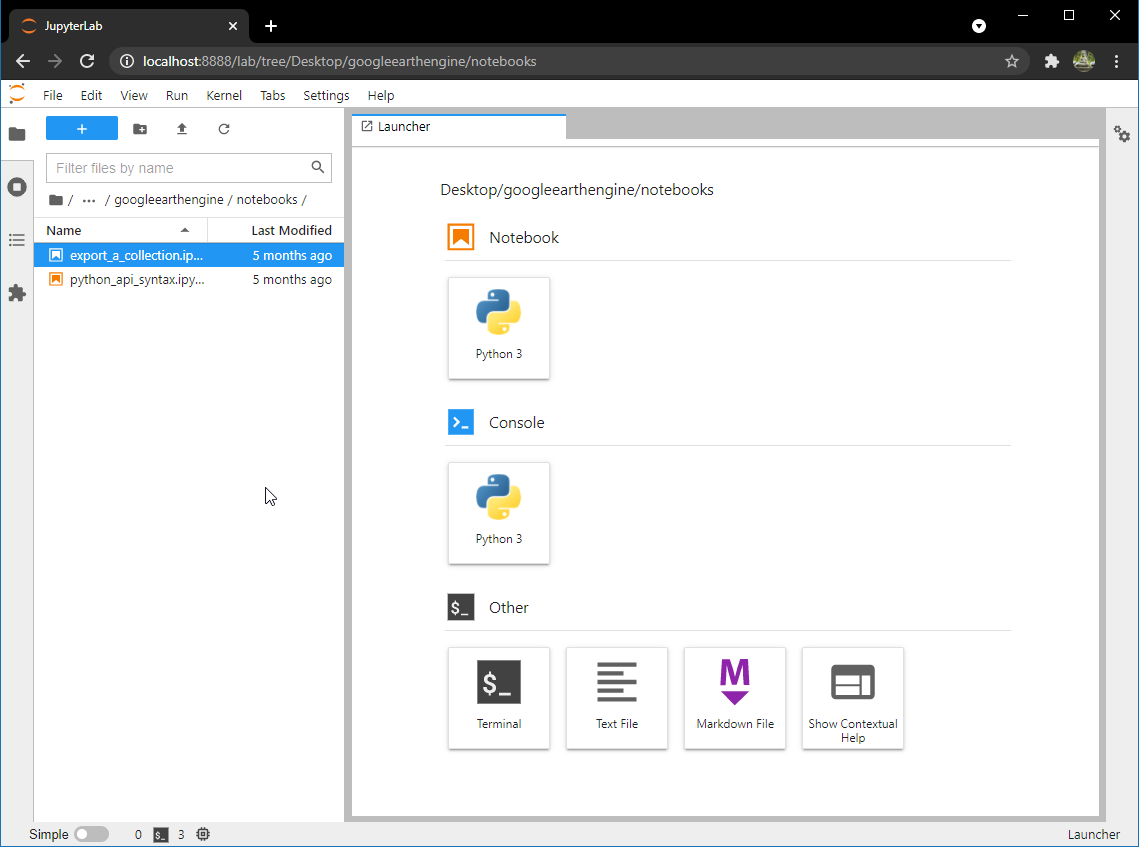 JupyterLab
localhost:8888/lab/tree/Desktop/googleearthengine/notebooks
File Edit View Run Kernel Tabs Settings Help
+
Filter files by name
/ ... / googleearthengine / notebooks /
Name Last Modified
export_a_collection.ip... 5 months ago
python_api_syntax.ipy... 5 months ago
Launcher
Desktop/googleearthengine/notebooks
Notebook
Python 3
>_ Console
Python 3
$_ Other
$_
Terminal
Text File
M
Markdown File
Show Contextual
Help
Simple 0 $_ 3 Launcher